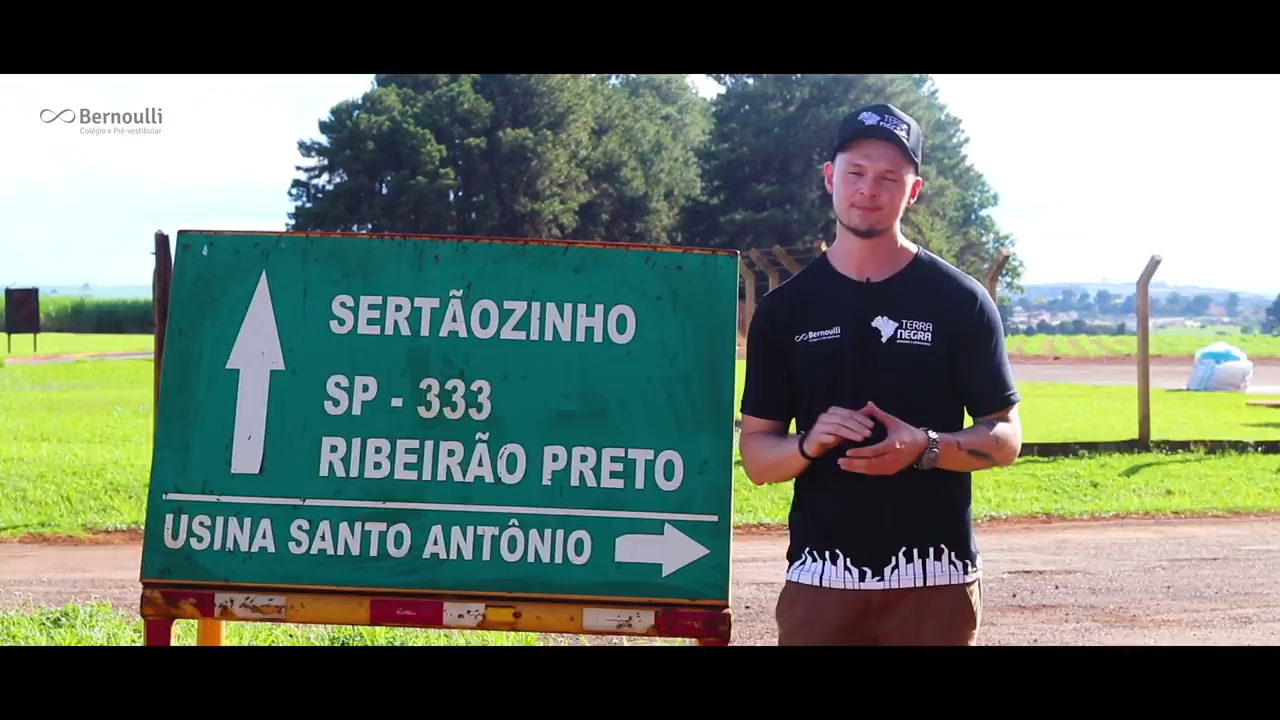 Bernoulli
Colégio e Pré-vestibular
TERRA
NEGRA
SERTÃOZINHO
SP - 333
RIBEIRÃO PRETO
USINA SANTO ANTÔNIO
Bernoulli
TERRA
NEGRA